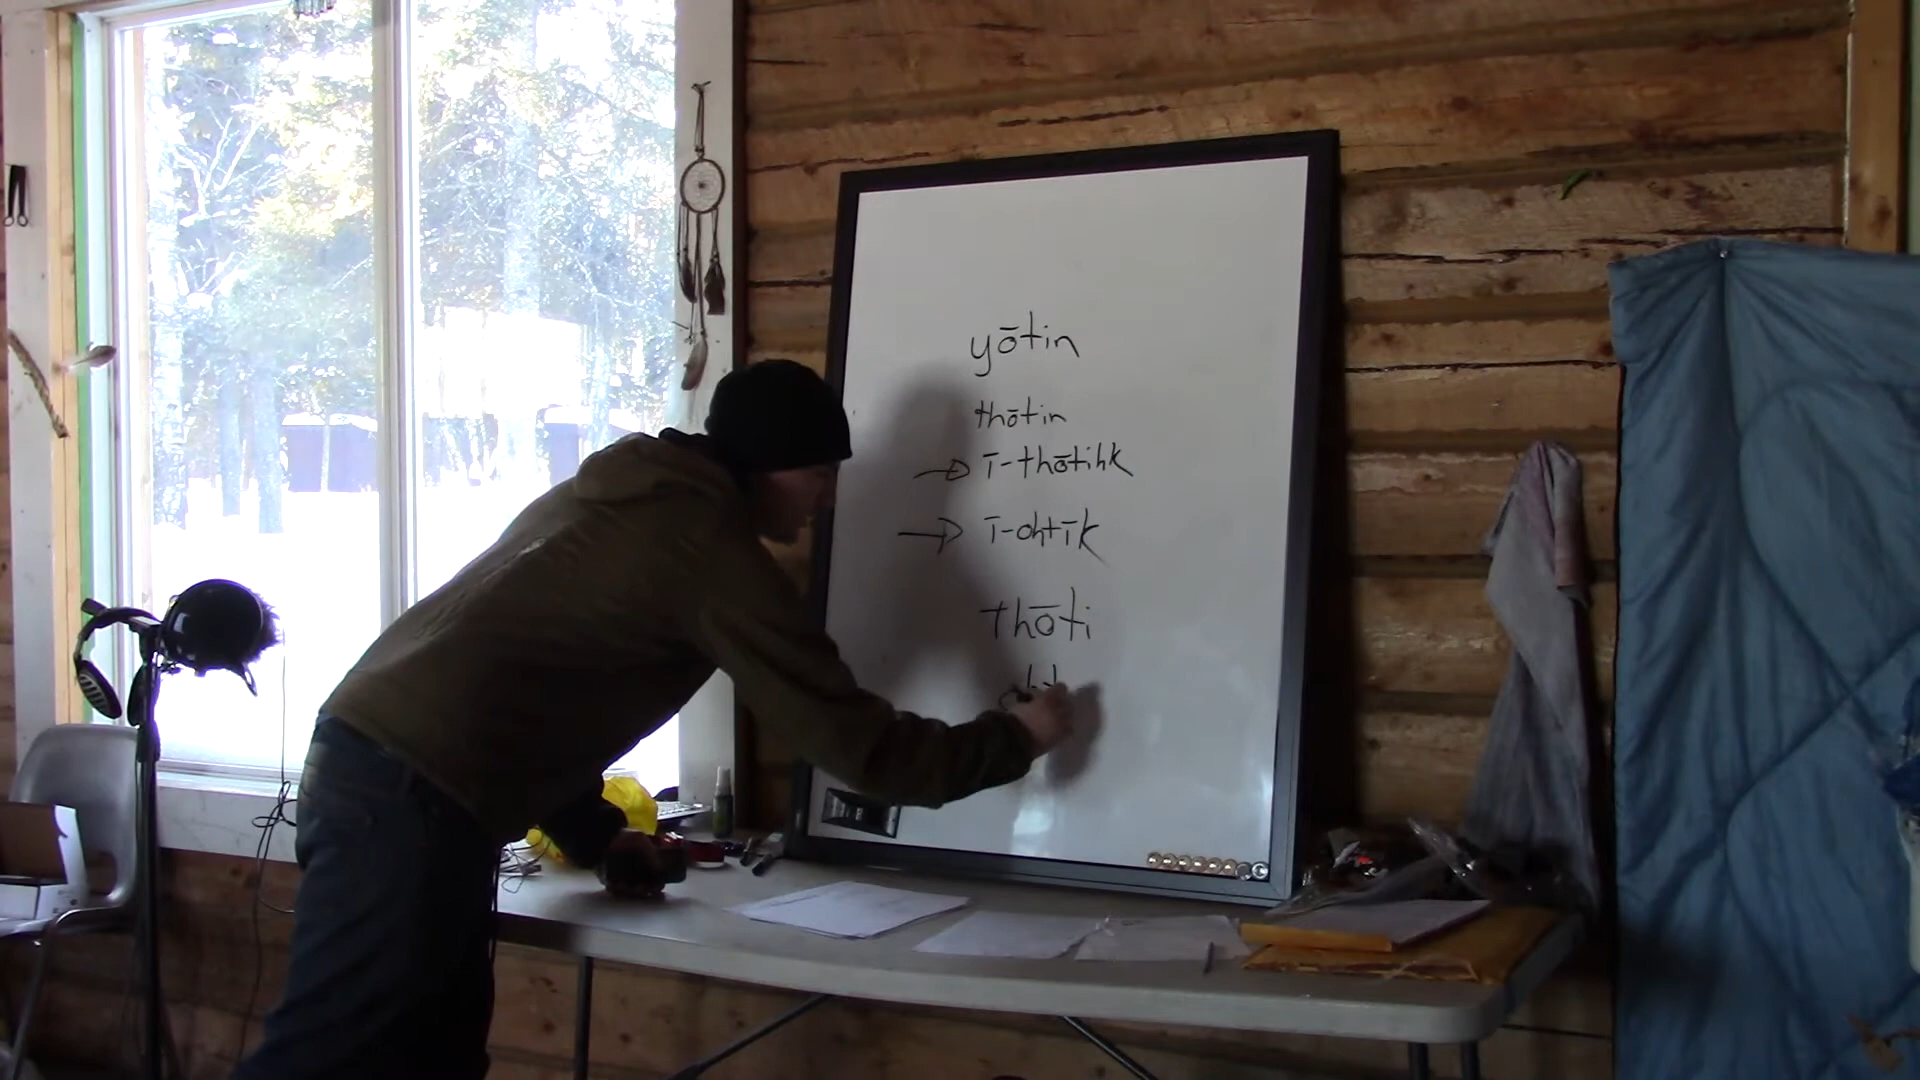 yōtin
thōtin
→ ī-thōtihk
→ ī-ohtīk
thōti